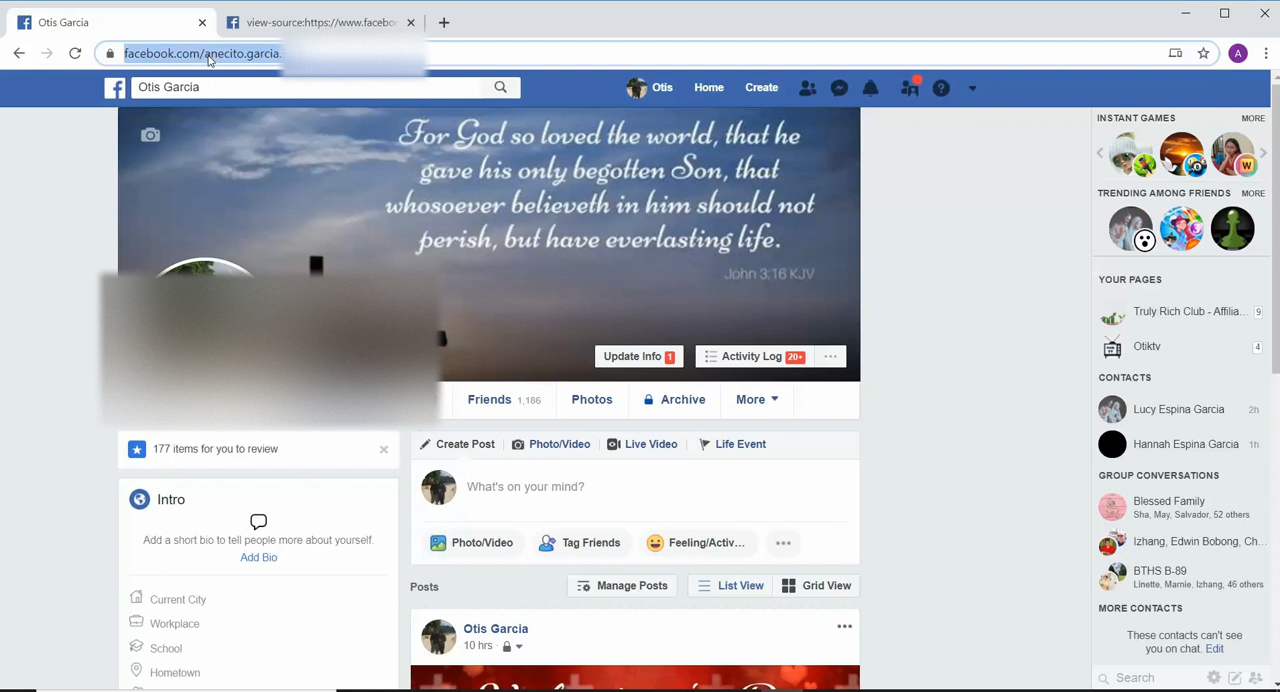 Otis Garcia
view-source:https://www.facebo
facebook.com/anecito.garcia.
A
Otis Garcia
Otis
Home
Create
For God so loved the world, that he
gave his only begotten Son, that
whosoever believeth in him should not
perish, but have everlasting life.
John 3:16 KJV
Update Info 1
Activity Log 20+
Friends 1,186
Photos
Archive
More
177 items for you to review
Intro
Add a short bio to tell people more about yourself.
Add Bio
Current City
Workplace
School
Hometown
Create Post
Photo/Video
Live Video
Life Event
What's on your mind?
Photo/Video
Tag Friends
Feeling/Activ...
Posts
Manage Posts
List View
Grid View
Otis Garcia
10 hrs
INSTANT GAMES
MORE
W
TRENDING AMONG FRIENDS
MORE
YOUR PAGES
Truly Rich Club - Affilia... 9
Otiktv 4
CONTACTS
Lucy Espina Garcia 2h
Hannah Espina Garcia 1h
GROUP CONVERSATIONS
Blessed Family
Sha, May, Salvador, 52 others
Izhang, Edwin Bobong, Ch...
BTHS B-89
Linette, Marnie, Izhang, 46 others
MORE CONTACTS
These contacts can't see
you on chat. Edit
Search